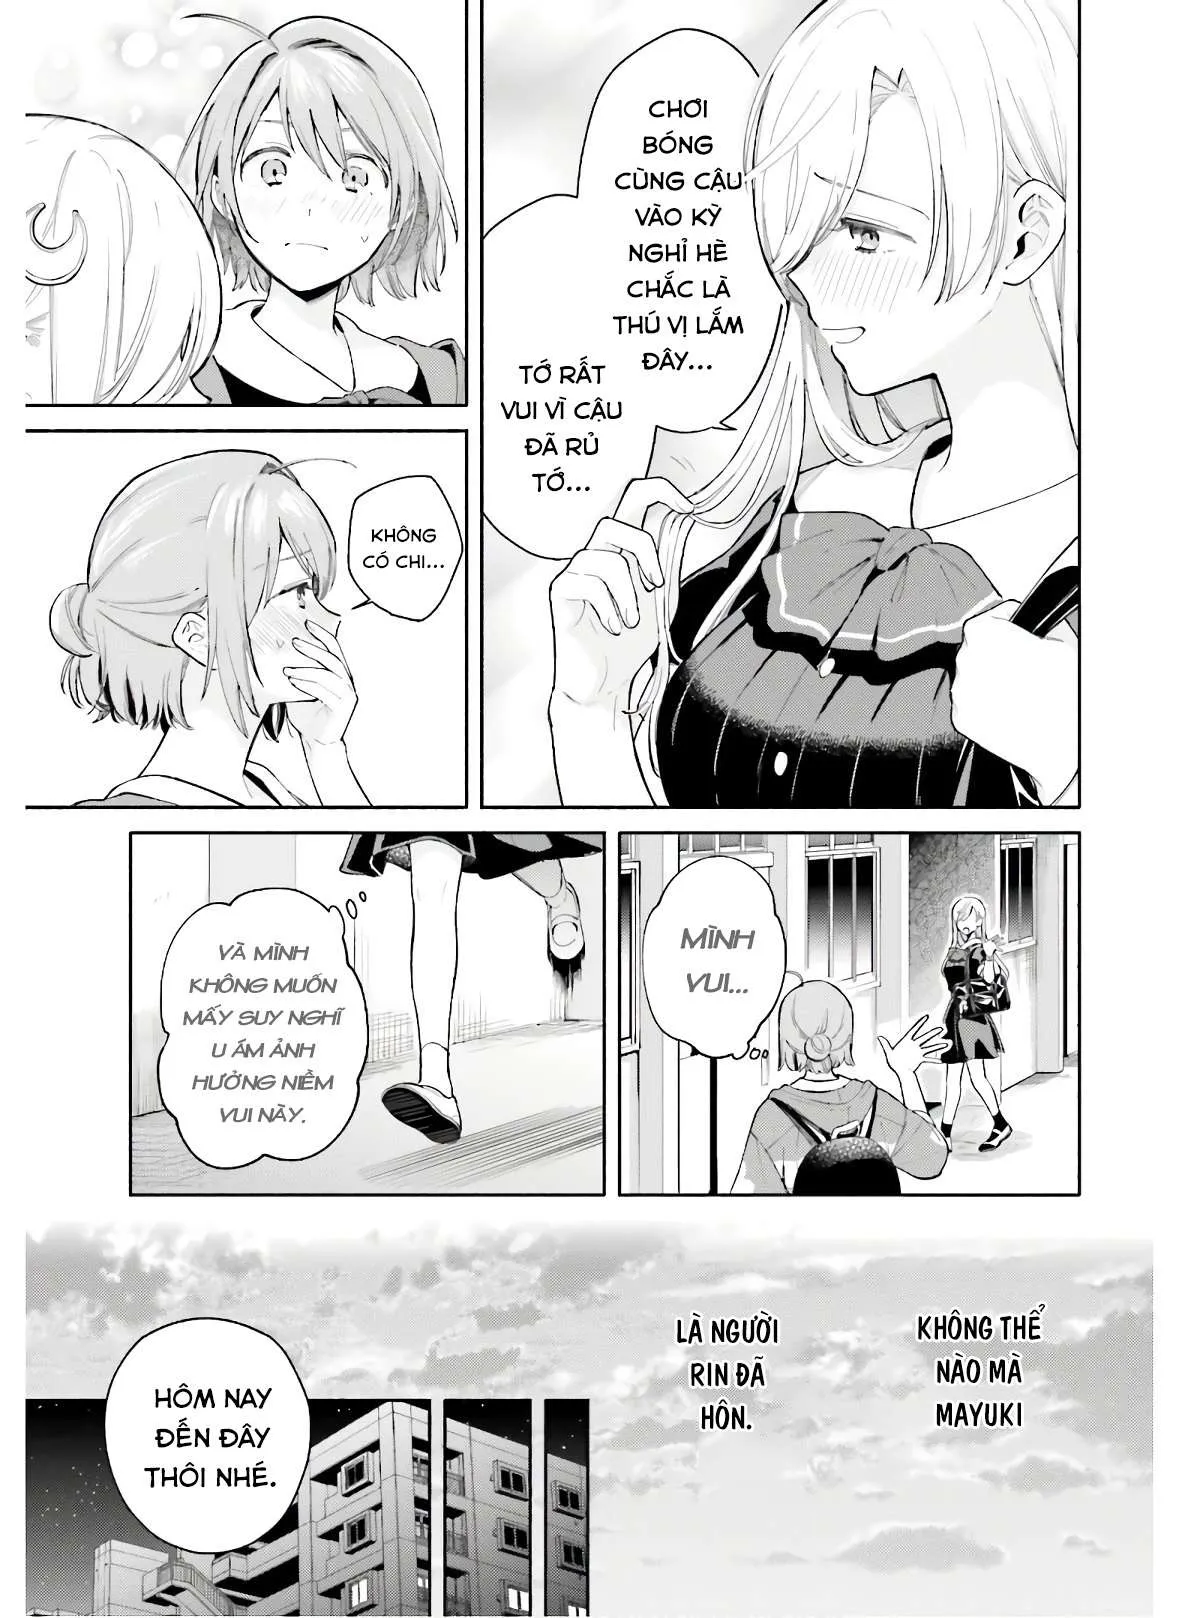 CHƠI
BÓNG
CÙNG CẬU
VÀO KỲ
NGHỈ HÈ
CHẮC LÀ
THÚ VỊ LẮM
ĐÂY...
TỚ RẤT
VUI VÌ CẬU
ĐÃ RỦ
TỚ...
KHÔNG
CÓ CHI...
MÌNH
VUI...
VÀ MÌNH
KHÔNG MUỐN
MẤY SUY NGHĨ
U ÁM ẢNH
HƯỞNG NIỀM
VUI NÀY.
KHÔNG THỂ
NÀO MÀ
MAYUKI
LÀ NGƯỜI
RIN ĐÃ
HÔN.
HÔM NAY
ĐẾN ĐÂY
THÔI NHÉ.